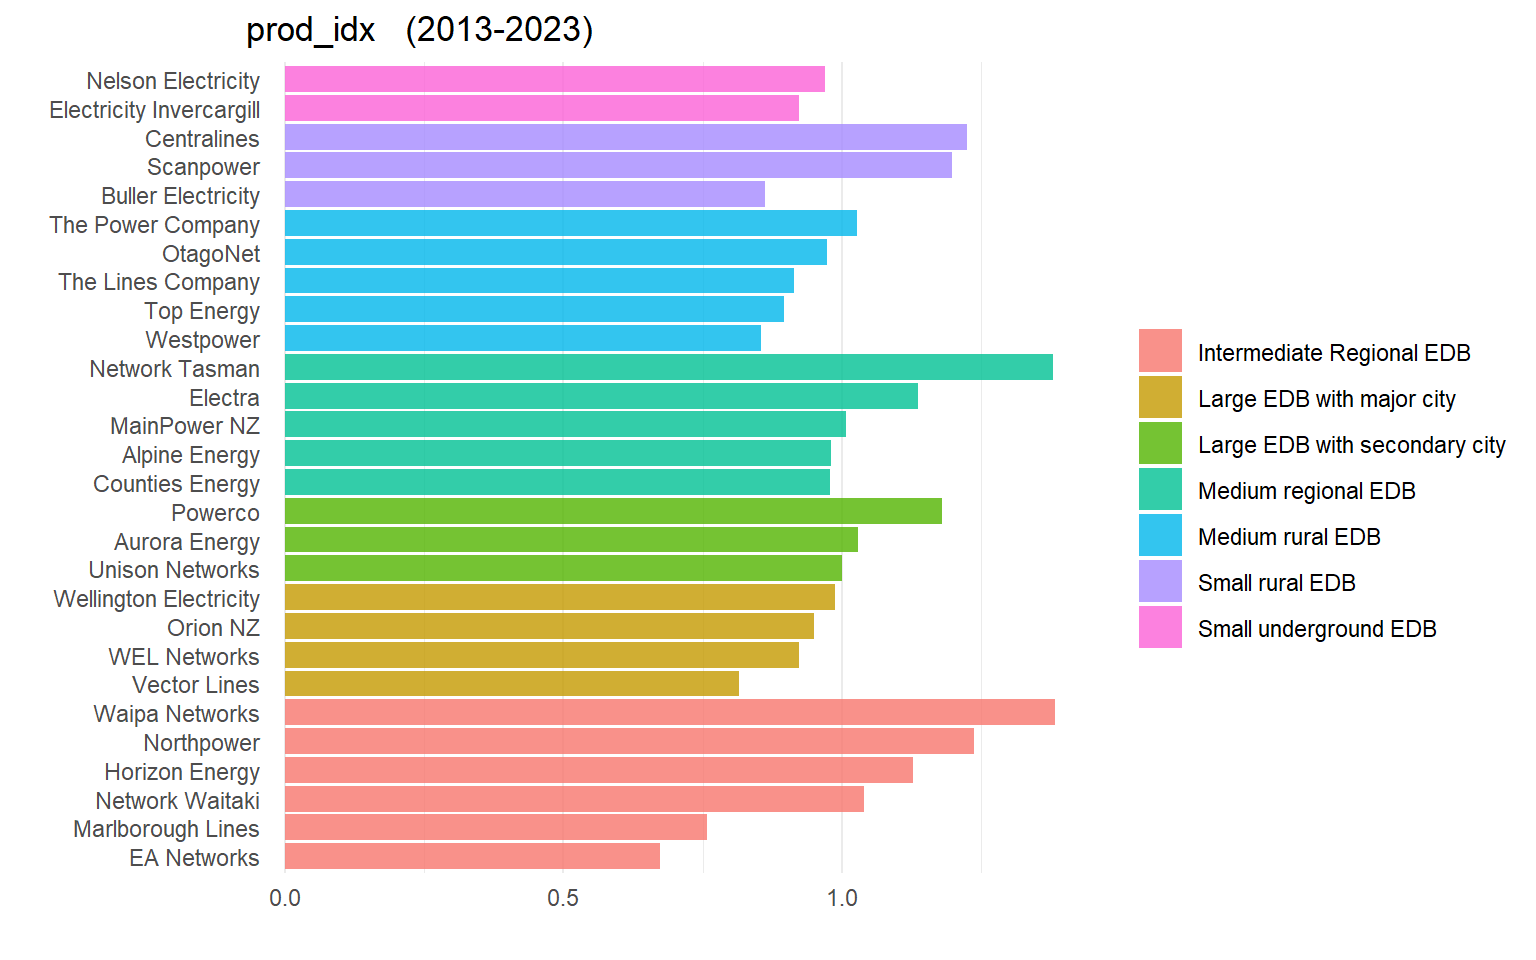 prod_idx   (2013-2023)
Nelson Electricity
Electricity Invercargill
Centralines
Scanpower
Buller Electricity
The Power Company
OtagoNet
The Lines Company
Top Energy
Westpower
Network Tasman
Electra
MainPower NZ
Alpine Energy
Counties Energy
Powerco
Aurora Energy
Unison Networks
Wellington Electricity
Orion NZ
WEL Networks
Vector Lines
Waipa Networks
Northpower
Horizon Energy
Network Waitaki
Marlborough Lines
EA Networks
0.0 0.5 1.0
Intermediate Regional EDB
Large EDB with major city
Large EDB with secondary city
Medium regional EDB
Medium rural EDB
Small rural EDB
Small underground EDB